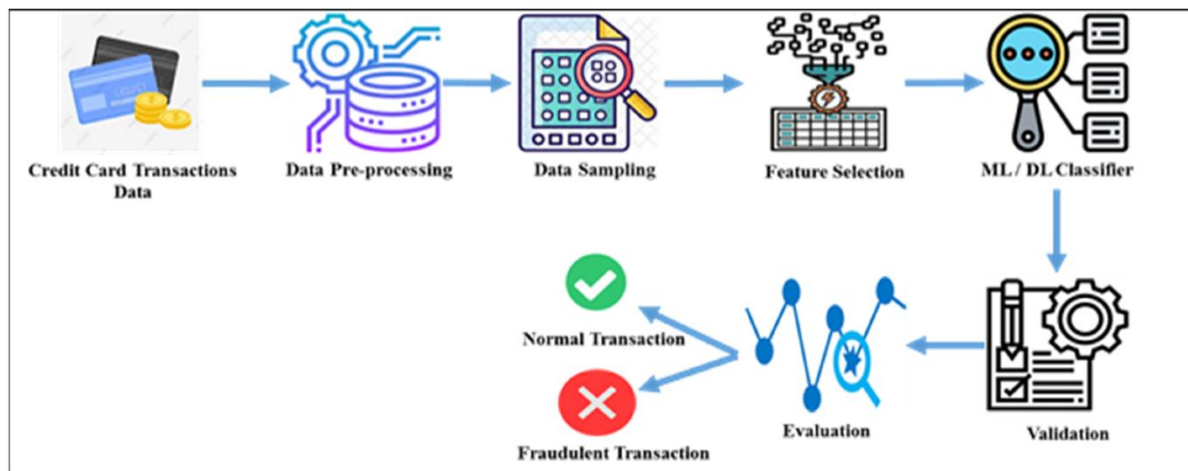 Credit Card Transactions
Data
Data Pre-processing
Data Sampling
Feature Selection
ML / DL Classifier
Normal Transaction
Fraudulent Transaction
Evaluation
Validation